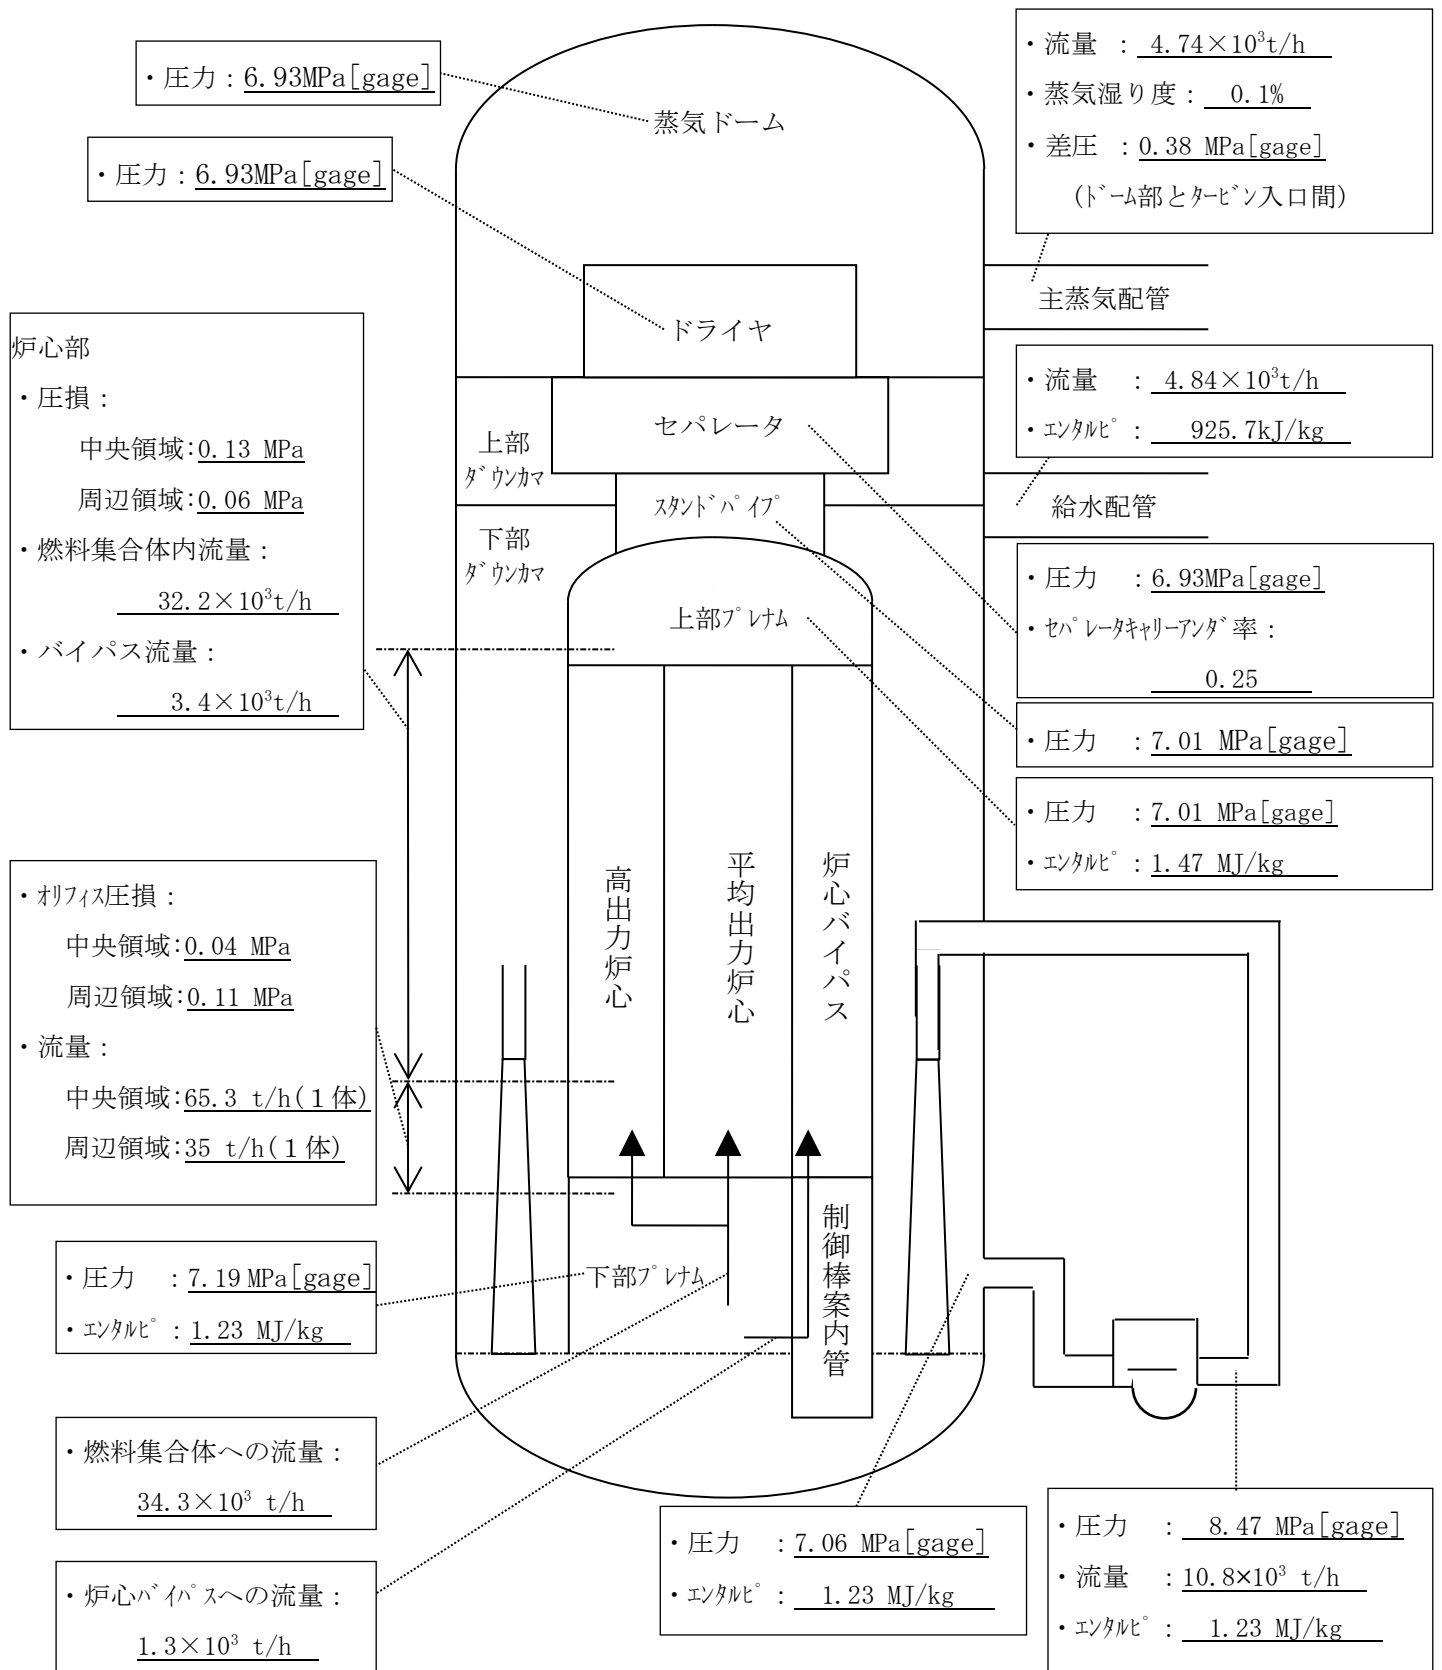 ・圧力：6.93MPa[gage]
蒸気ドーム
・圧力：6.93MPa[gage]
・流量 ：4.74×10³t/h
・蒸気湿り度：0.1%
・差圧 ：0.38 MPa[gage]
(ﾄﾞｰﾑ部とﾀｰﾋﾞﾝ入口間)
主蒸気配管
ドライヤ
炉心部
・圧損：
中央領域:0.13 MPa
周辺領域:0.06 MPa
・燃料集合体内流量：
32.2×10³t/h
・バイパス流量：
3.4×10³t/h
・流量 ：4.84×10³t/h
・ｴﾝﾀﾙﾋﾟ：925.7kJ/kg
セパレータ
上部
ﾀﾞｳﾝｶﾏ
給水配管
ｽﾀﾝﾄﾞﾊﾟｲﾌﾟ
下部
ﾀﾞｳﾝｶﾏ
・圧力 ：6.93MPa[gage]
・ｾﾊﾟﾚｰﾀｷｬﾘｰｱﾝﾀﾞ率：
0.25
上部ﾌﾟﾚﾅﾑ
・圧力 ：7.01 MPa[gage]
・圧力 ：7.01 MPa[gage]
・ｴﾝﾀﾙﾋﾟ：1.47 MJ/kg
高出力炉心
平均出力炉心
炉心バイパス
・ｵﾘﾌｨｽ圧損：
中央領域:0.04 MPa
周辺領域:0.11 MPa
・流量：
中央領域:65.3 t/h(１体)
周辺領域:35 t/h(１体)
制御棒案内管
・圧力 ：7.19 MPa[gage]
・ｴﾝﾀﾙﾋﾟ：1.23 MJ/kg
下部ﾌﾟﾚﾅﾑ
・燃料集合体への流量：
34.3×10³ t/h
・炉心ﾊﾞｲﾊﾟｽへの流量：
1.3×10³ t/h
・圧力 ：7.06 MPa[gage]
・ｴﾝﾀﾙﾋﾟ：1.23 MJ/kg
・圧力 ：8.47 MPa[gage]
・流量 ：10.8×10³ t/h
・ｴﾝﾀﾙﾋﾟ：1.23 MJ/kg